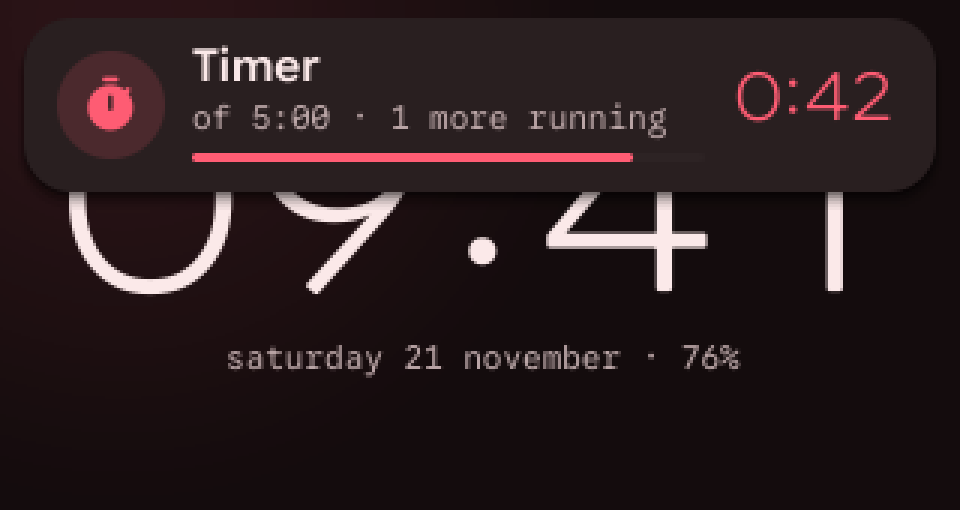 Timer
of 5:00 · 1 more running
0:42
09:41
saturday 21 november · 76%